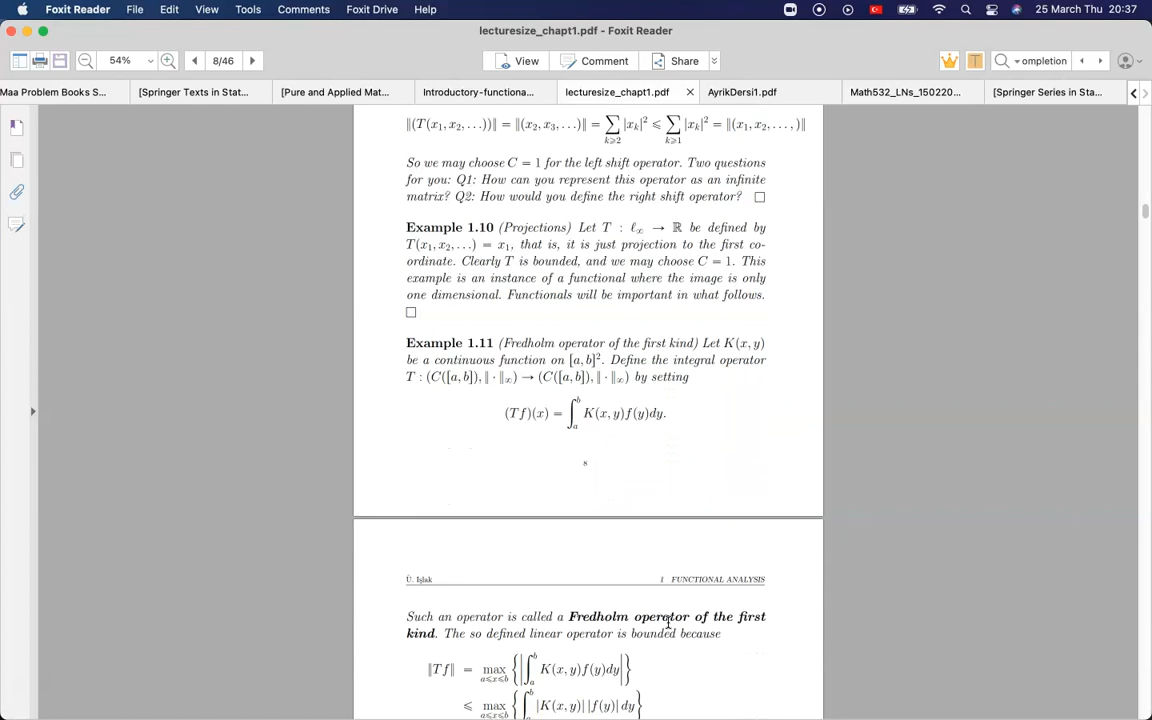 Foxit Reader File Edit View Tools Comments Foxit Drive Help 25 March Thu 20:37
lecturesize_chapt1.pdf - Foxit Reader
54% 8/46 View Comment Share ompletion
Maa Problem Books S... [Springer Texts in Stat... [Pure and Applied Mat... Introductory-functiona... lecturesize_chapt1.pdf AyrikDersi1.pdf Math532_LNs_150220... [Springer Series in Sta...
‖(T(x₁, x₂, . . .))‖ = ‖(x₂, x₃, . . .)‖ = ∑_{k⩾2} |x_k|² ⩽ ∑_{k⩾1} |x_k|² = ‖(x₁, x₂, . . . , )‖
So we may choose C = 1 for the left shift operator. Two questions
for you: Q1: How can you represent this operator as an infinite
matrix? Q2: How would you define the right shift operator? □
Example 1.10 (Projections) Let T : ℓ∞ → ℝ be defined by
T(x₁, x₂, . . .) = x₁, that is, it is just projection to the first co-
ordinate. Clearly T is bounded, and we may choose C = 1. This
example is an instance of a functional where the image is only
one dimensional. Functionals will be important in what follows.
□
Example 1.11 (Fredholm operator of the first kind) Let K(x, y)
be a continuous function on [a, b]². Define the integral operator
T : (C([a, b]), ‖ · ‖∞) → (C([a, b]), ‖ · ‖∞) by setting
(Tf)(x) = ∫_a^b K(x, y)f(y)dy.
8
Ü. Işlak 1 FUNCTIONAL ANALYSIS
Such an operator is called a Fredholm operator of the first
kind. The so defined linear operator is bounded because
‖Tf‖ = max_{a⩽x⩽b} {|∫_a^b K(x, y)f(y)dy|}
⩽ max_{a⩽x⩽b} {∫_a^b |K(x, y)| |f(y)| dy}